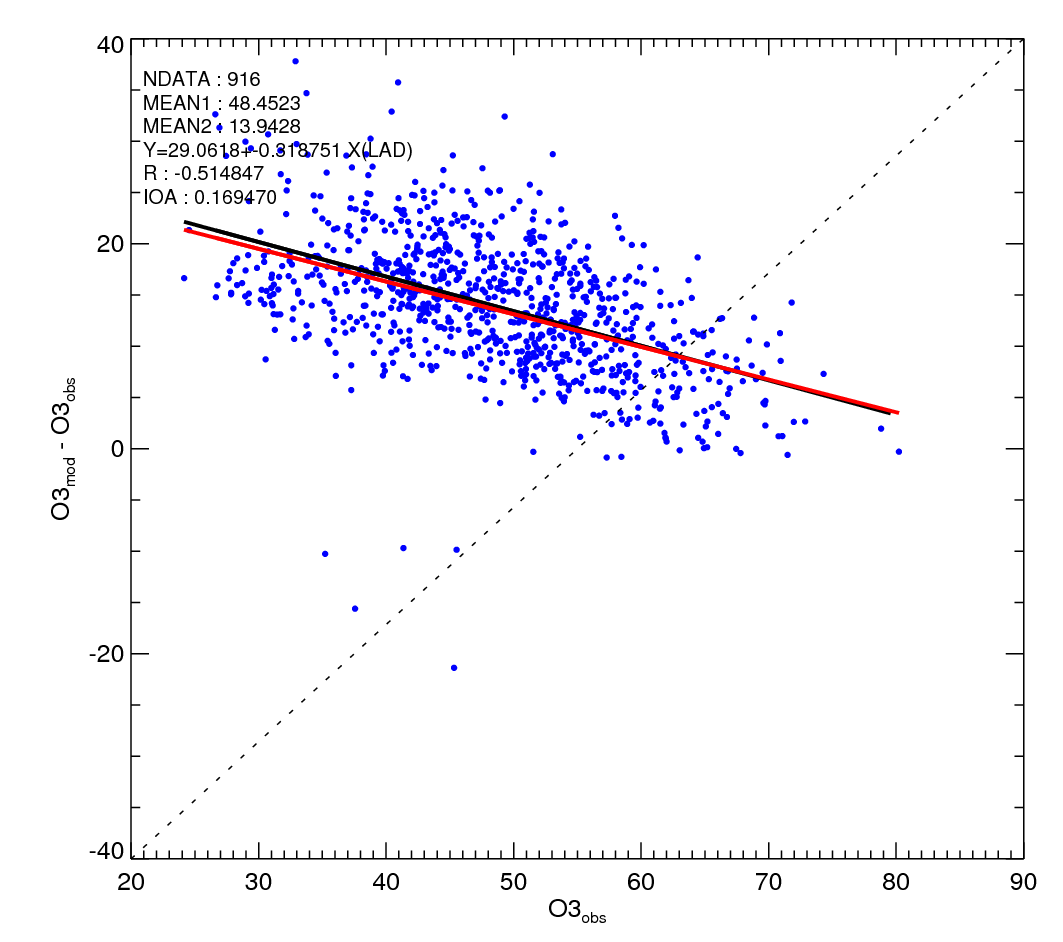 40
20
0
-20
-40
NDATA : 916
MEAN1 : 48.4523
MEAN2 : 13.9428
Y=29.0618+-0.318751 X(LAD)
R : -0.514847
IOA : 0.169470
O3mod - O3obs
20 30 40 50 60 70 80 90
O3obs